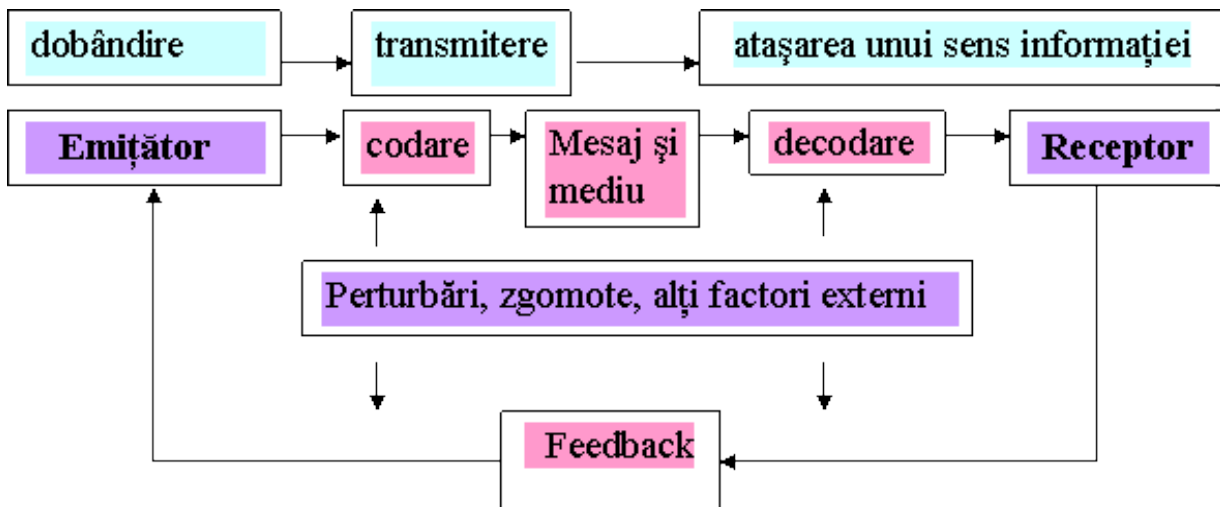 dobândire
transmitere
ataşarea unui sens informaţiei
Emiţător
codare
Mesaj şi
mediu
decodare
Receptor
Perturbări, zgomote, alţi factori externi
Feedback